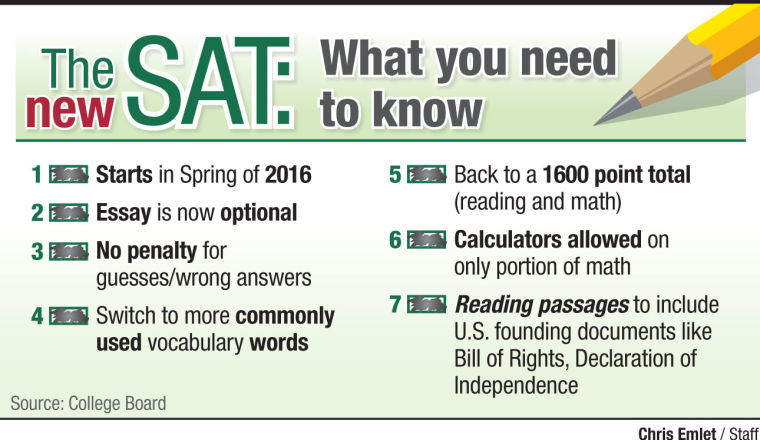 The new SAT: What you need
to know
1 Starts in Spring of 2016
2 Essay is now optional
3 No penalty for
guesses/wrong answers
4 Switch to more commonly
used vocabulary words
5 Back to a 1600 point total
(reading and math)
6 Calculators allowed on
only portion of math
7 Reading passages to include
U.S. founding documents like
Bill of Rights, Declaration of
Independence
Source: College Board
Chris Emlet / Staff